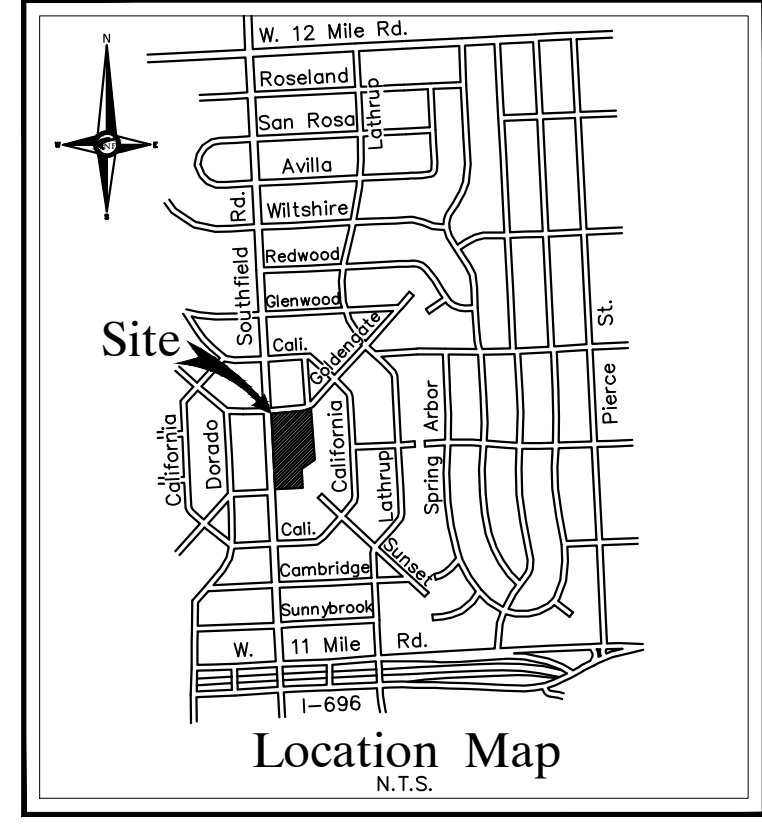 W. 12 Mile Rd.
N
Roseland
Lathrup
San Rosa
W
E
Avilla
S
Rd.
Wiltshire
Southfield
Redwood
Glenwood
St.
Site
Cali.
Goldengate
Pierce
California
Dorado
California
Spring Arbor
Lathrup
Cali.
Sunset
Cambridge
Sunnybrook
W. 11 Mile Rd.
I-696
Location Map
N.T.S.